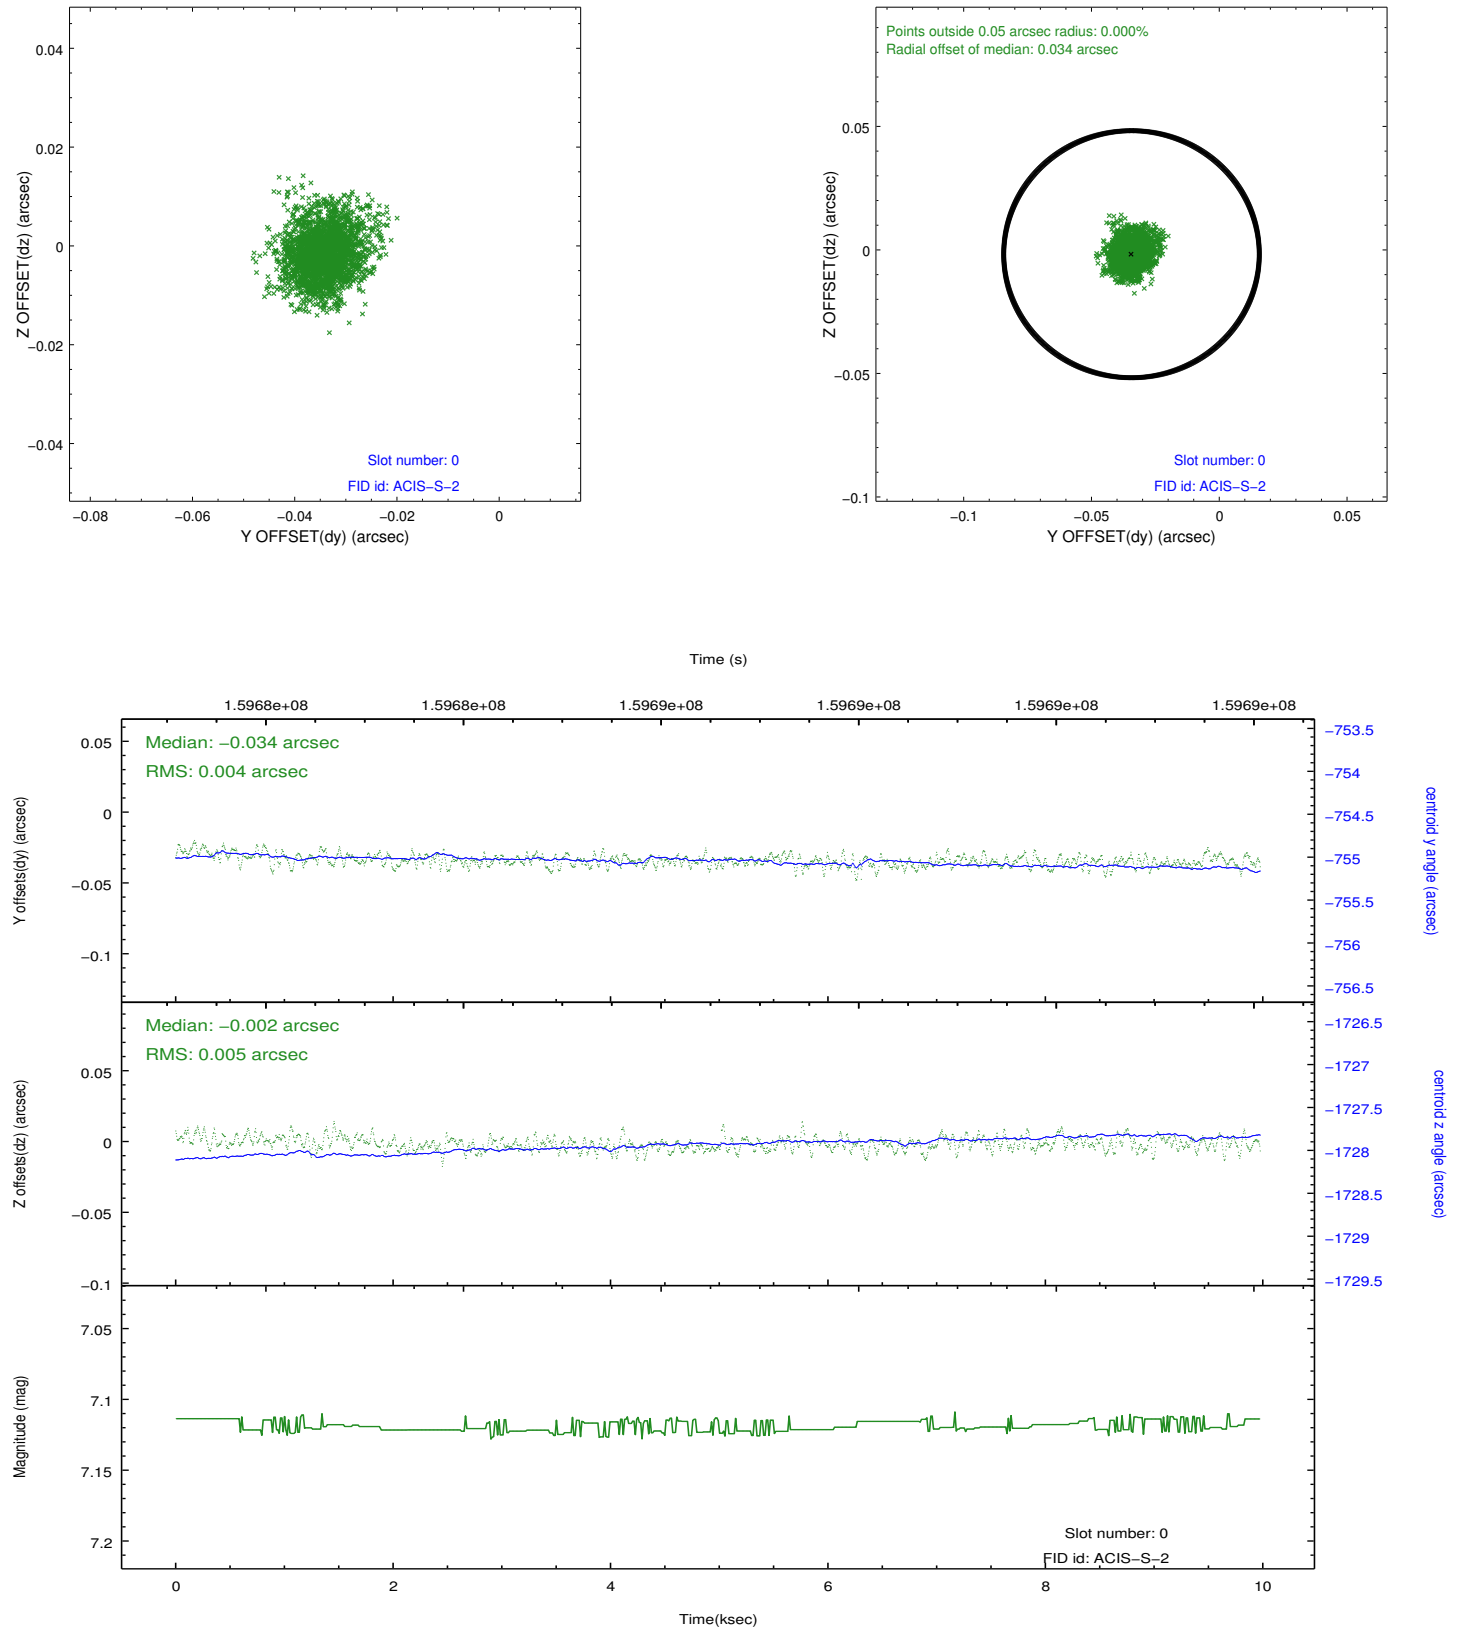 0.04
0.02
0
−0.02
−0.04
Z OFFSET(dz) (arcsec)
Slot number: 0
FID id: ACIS−S−2
−0.08
−0.06
−0.04
−0.02
0
Y OFFSET(dy) (arcsec)
Points outside 0.05 arcsec radius: 0.000%
Radial offset of median: 0.034 arcsec
0.05
0
−0.05
−0.1
Z OFFSET(dz) (arcsec)
Slot number: 0
FID id: ACIS−S−2
−0.1
−0.05
0
0.05
Y OFFSET(dy) (arcsec)
Time (s)
1.5968e+08
1.5968e+08
1.5969e+08
1.5969e+08
1.5969e+08
1.5969e+08
Median: −0.034 arcsec
RMS: 0.004 arcsec
0.05
0
−0.05
−0.1
Y offsets(dy) (arcsec)
−753.5
−754
−754.5
−755
−755.5
−756
−756.5
centroid y angle (arcsec)
Median: −0.002 arcsec
RMS: 0.005 arcsec
0.05
0
−0.05
−0.1
Z offsets(dz) (arcsec)
−1726.5
−1727
−1727.5
−1728
−1728.5
−1729
−1729.5
centroid z angle (arcsec)
7.05
7.1
7.15
7.2
Magnitude (mag)
Slot number: 0
FID id: ACIS−S−2
0
2
4
6
8
10
Time(ksec)